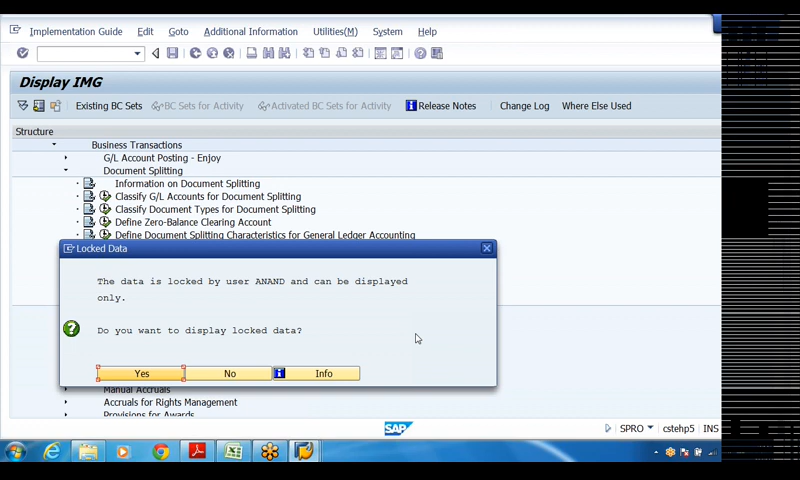 Implementation Guide Edit Goto Additional Information Utilities(M) System Help
Display IMG
Existing BC Sets BC Sets for Activity Activated BC Sets for Activity Release Notes Change Log Where Else Used
Structure
Business Transactions
G/L Account Posting - Enjoy
Document Splitting
Information on Document Splitting
Classify G/L Accounts for Document Splitting
Classify Document Types for Document Splitting
Define Zero-Balance Clearing Account
Define Document Splitting Characteristics for General Ledger Accounting
Locked Data
The data is locked by user ANAND and can be displayed
only.
Do you want to display locked data?
Yes No Info
Manual Accruals
Accruals for Rights Management
Provisions for Awards
SAP
SPRO cstehp5 INS